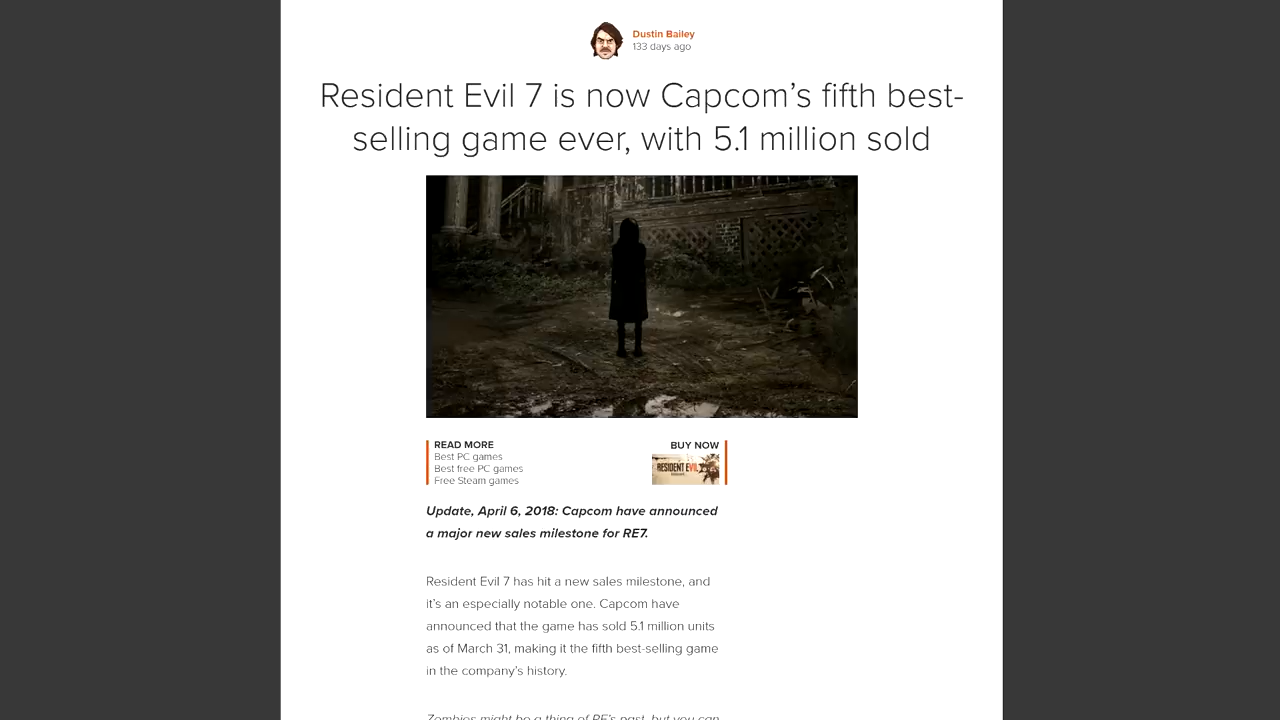 Dustin Bailey
133 days ago
Resident Evil 7 is now Capcom’s fifth best-
selling game ever, with 5.1 million sold
READ MORE
Best PC games
Best free PC games
Free Steam games
BUY NOW
RESIDENT EVIL
Update, April 6, 2018: Capcom have announced
a major new sales milestone for RE7.
Resident Evil 7 has hit a new sales milestone, and
it’s an especially notable one. Capcom have
announced that the game has sold 5.1 million units
as of March 31, making it the fifth best-selling game
in the company’s history.
Zombies might be a thing of RE’s past, but you can